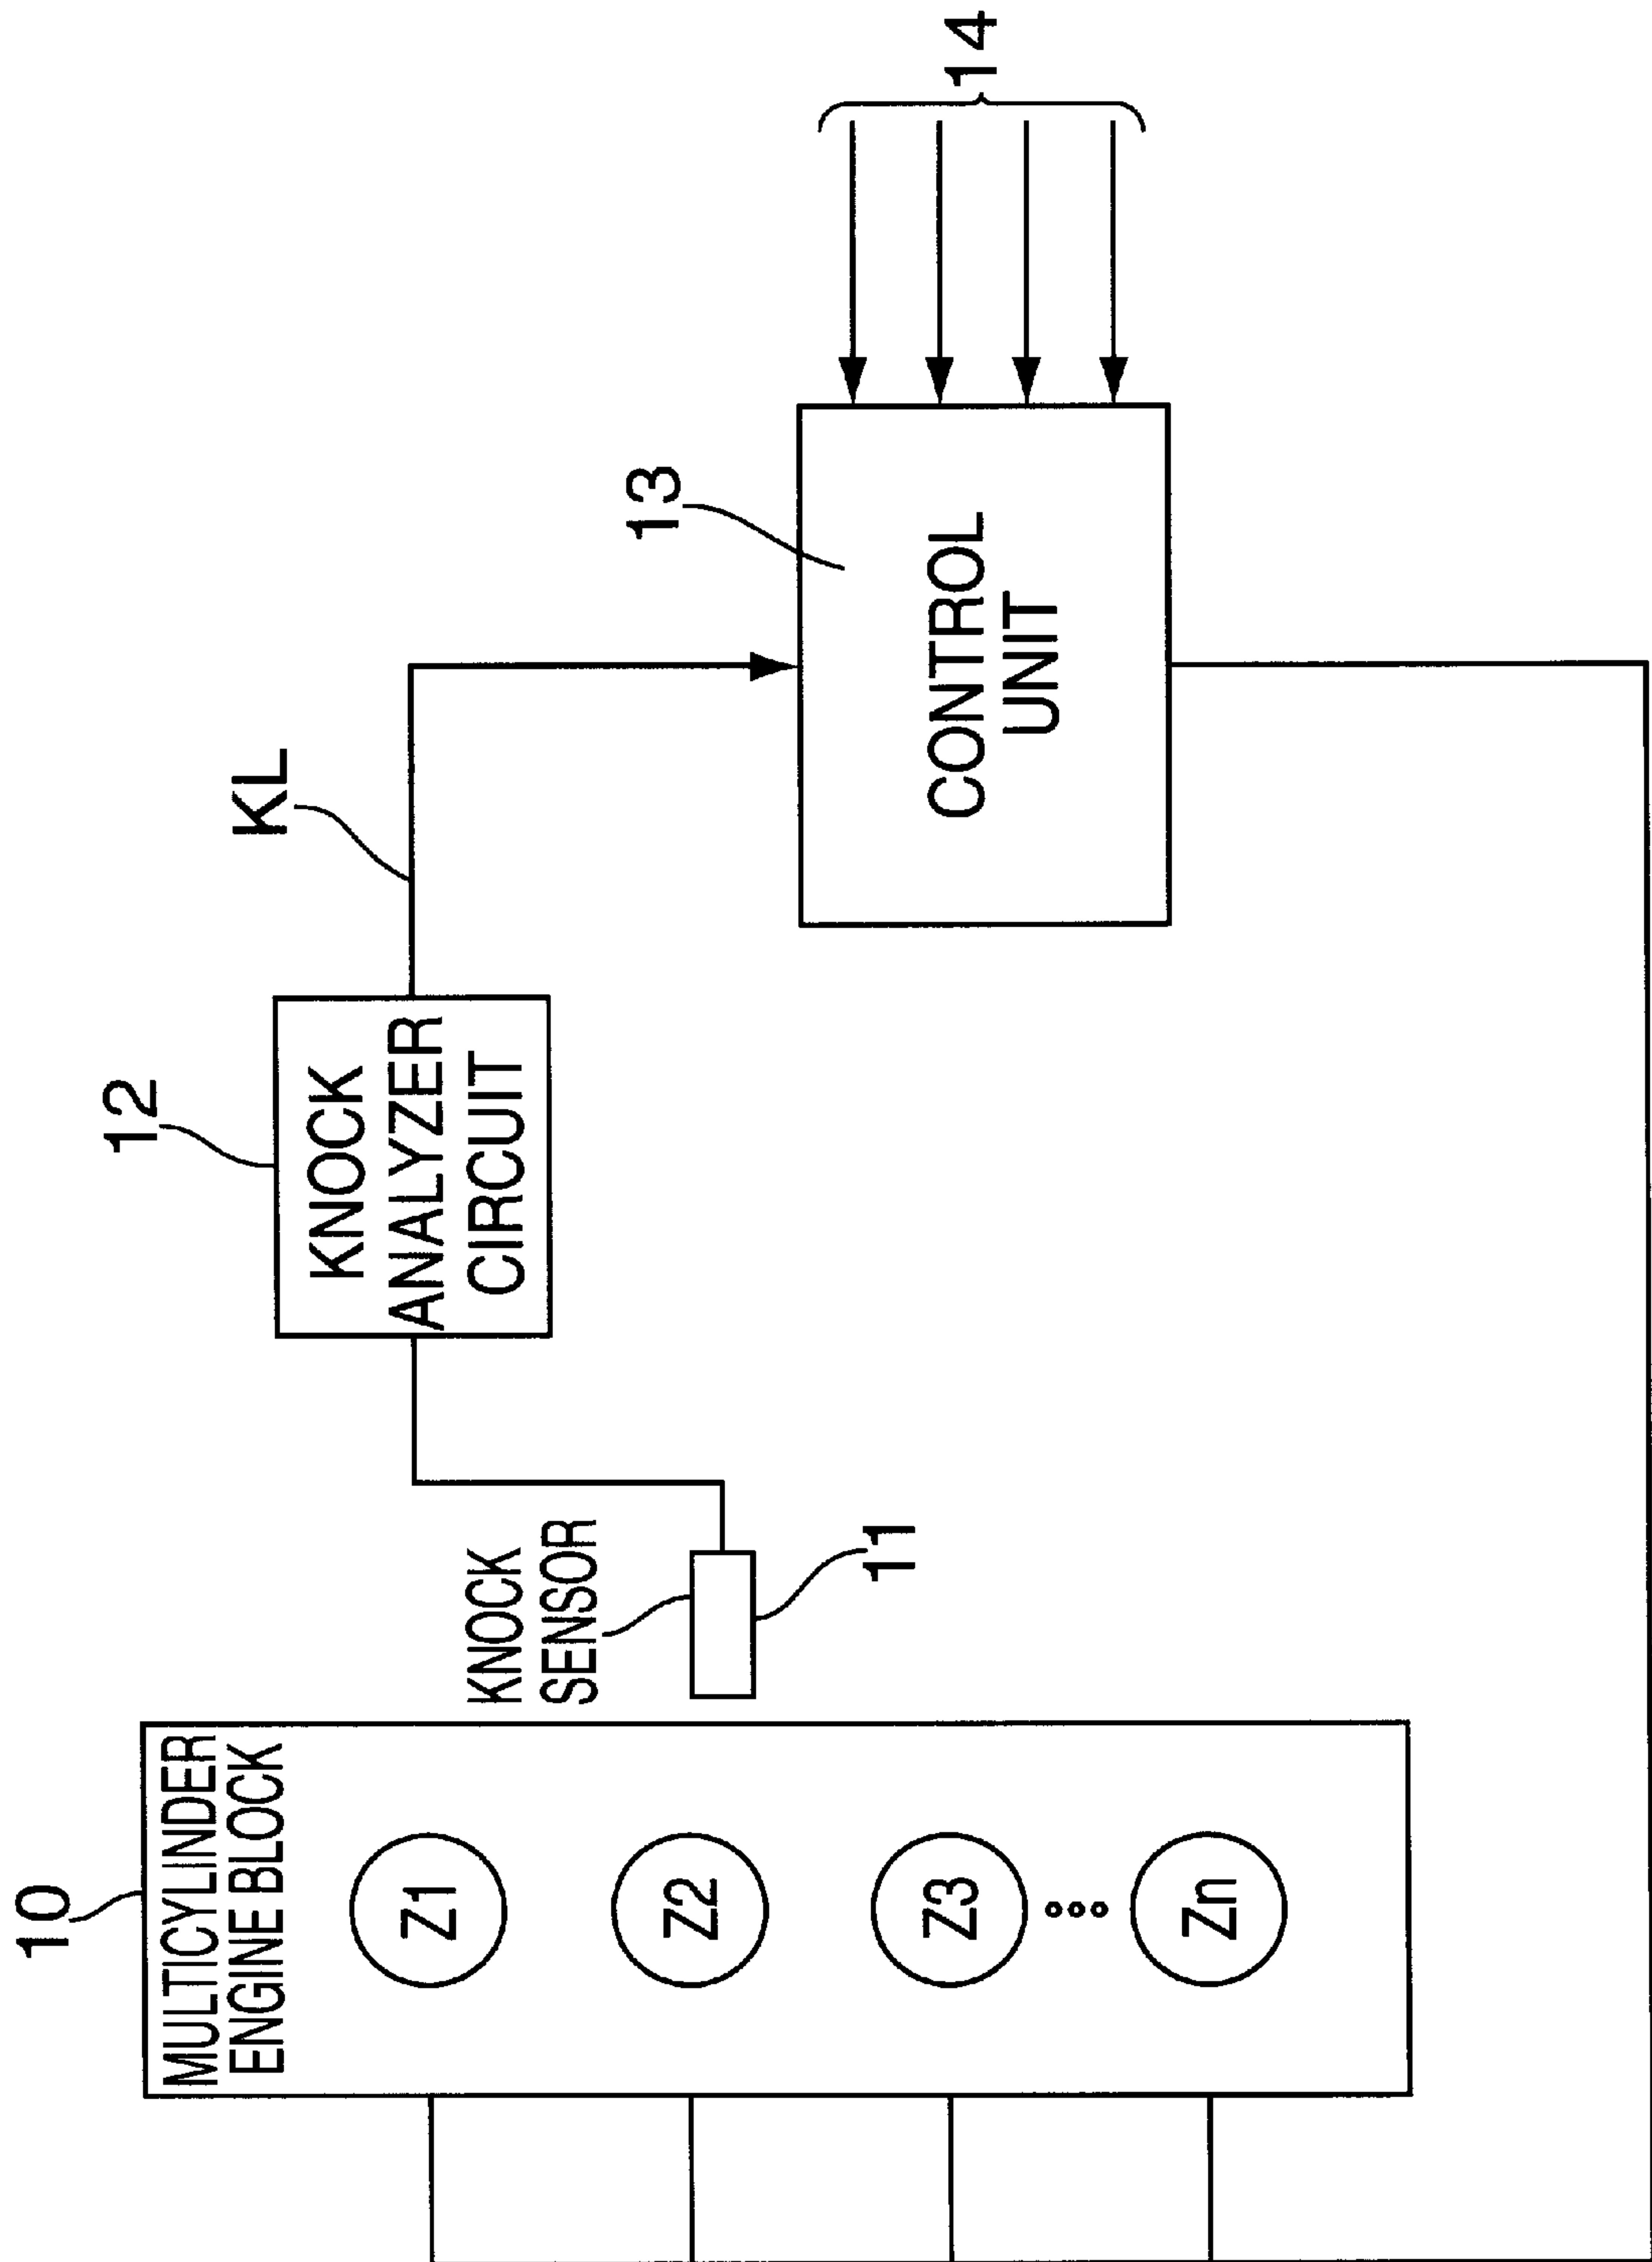 10
MULTICYLINDER
ENGINE BLOCK
Z1
Z2
Z3
Zn
KNOCK
SENSOR
11
12
KNOCK
ANALYZER
CIRCUIT
KL
13
CONTROL
UNIT
14